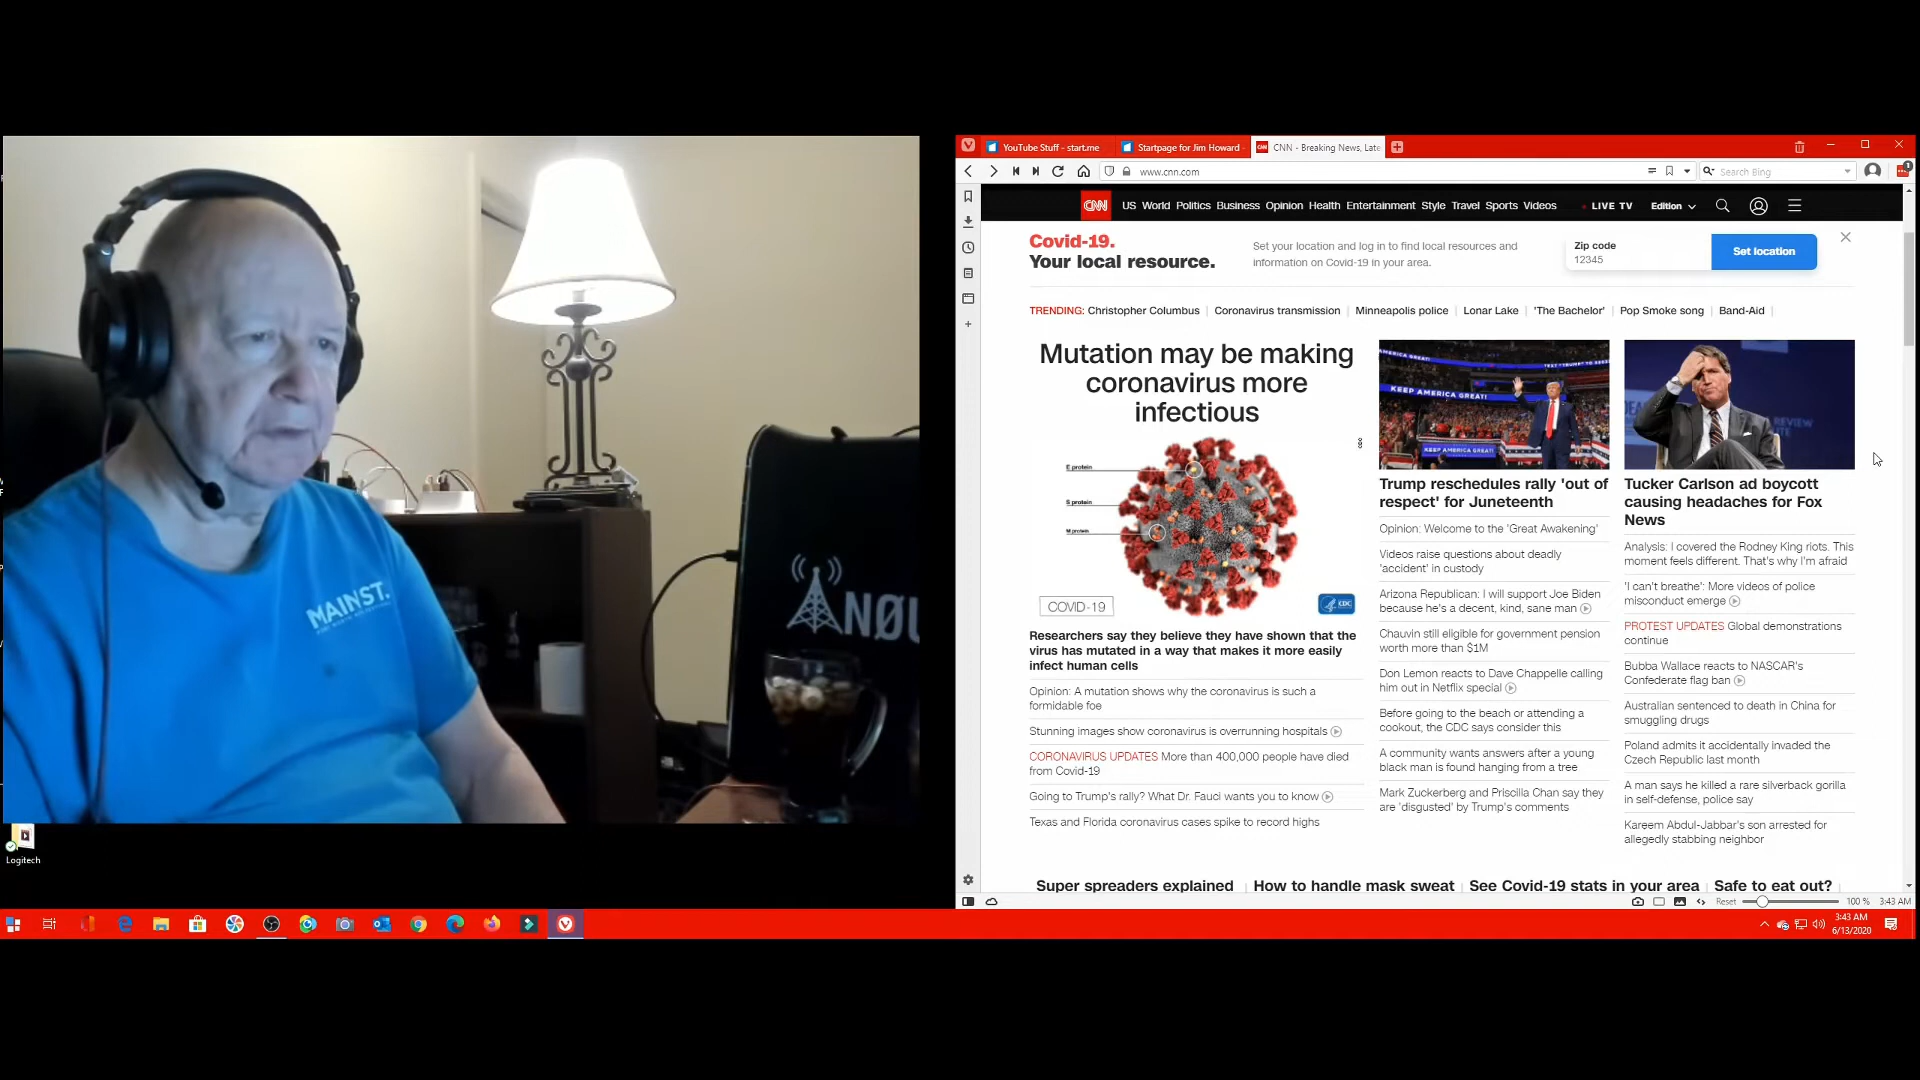 MAINST.
NØU
Logitech
YouTube Stuff - start.me
Startpage for Jim Howard -
CNN - Breaking News, Late
www.cnn.com
Search Bing
CNN
US World Politics Business Opinion Health Entertainment Style Travel Sports Videos
LIVE TV
Edition
Covid-19.
Your local resource.
Set your location and log in to find local resources and
information on Covid-19 in your area.
Zip code
12345
Set location
TRENDING: Christopher Columbus | Coronavirus transmission | Minneapolis police | Lonar Lake | 'The Bachelor' | Pop Smoke song | Band-Aid |
Mutation may be making
coronavirus more
infectious
E protein
S protein
M protein
COVID-19
CDC
Researchers say they believe they have shown that the
virus has mutated in a way that makes it more easily
infect human cells
Opinion: A mutation shows why the coronavirus is such a
formidable foe
Stunning images show coronavirus is overrunning hospitals
CORONAVIRUS UPDATES More than 400,000 people have died
from Covid-19
Going to Trump's rally? What Dr. Fauci wants you to know
Texas and Florida coronavirus cases spike to record highs
AMERICA GREAT!
KEEP AMERICA GREAT!
KEEP AMERICA GREAT!
Trump reschedules rally 'out of
respect' for Juneteenth
Opinion: Welcome to the 'Great Awakening'
Videos raise questions about deadly
'accident' in custody
Arizona Republican: I will support Joe Biden
because he's a decent, kind, sane man
Chauvin still eligible for government pension
worth more than $1M
Don Lemon reacts to Dave Chappelle calling
him out in Netflix special
Before going to the beach or attending a
cookout, the CDC says consider this
A community wants answers after a young
black man is found hanging from a tree
Mark Zuckerberg and Priscilla Chan say they
are 'disgusted' by Trump's comments
REVIEW
Tucker Carlson ad boycott
causing headaches for Fox
News
Analysis: I covered the Rodney King riots. This
moment feels different. That's why I'm afraid
'I can't breathe': More videos of police
misconduct emerge
PROTEST UPDATES Global demonstrations
continue
Bubba Wallace reacts to NASCAR's
Confederate flag ban
Australian sentenced to death in China for
smuggling drugs
Poland admits it accidentally invaded the
Czech Republic last month
A man says he killed a rare silverback gorilla
in self-defense, police say
Kareem Abdul-Jabbar's son arrested for
allegedly stabbing neighbor
Super spreaders explained | How to handle mask sweat | See Covid-19 stats in your area | Safe to eat out? |
Reset
100 %
3:43 AM
3:43 AM
6/13/2020